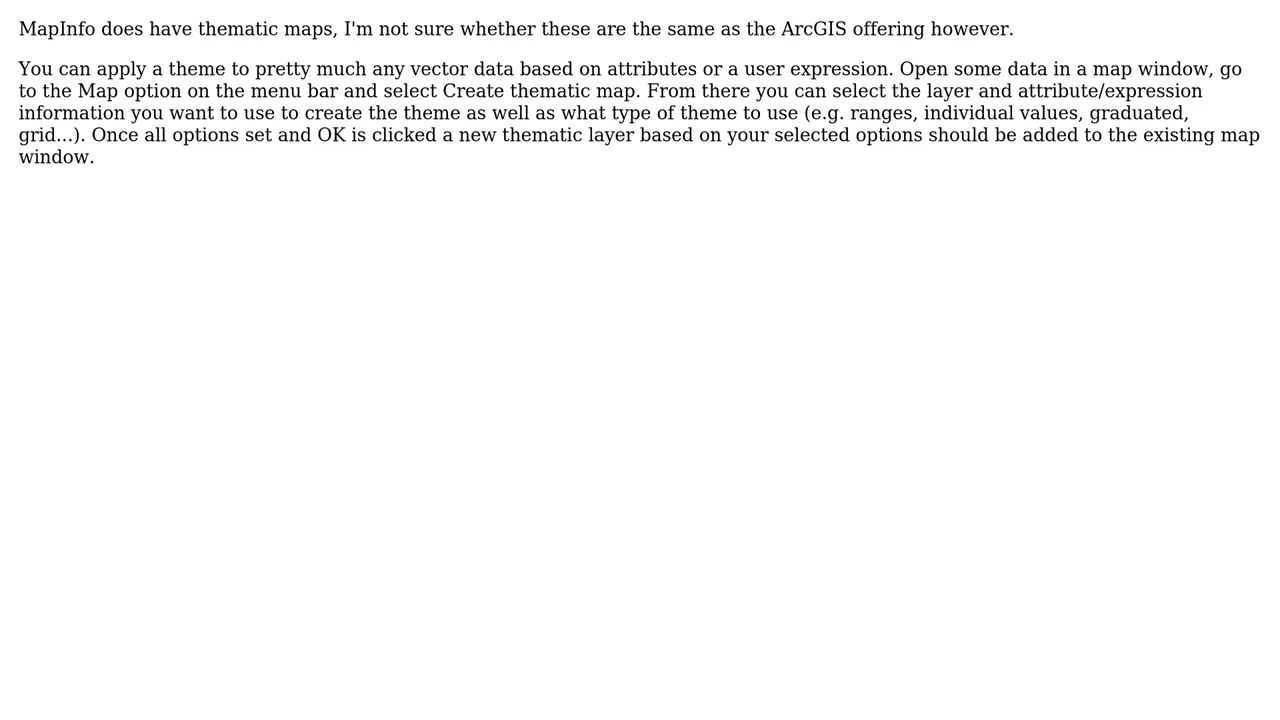 MapInfo does have thematic maps, I'm not sure whether these are the same as the ArcGIS offering however.
You can apply a theme to pretty much any vector data based on attributes or a user expression. Open some data in a map window, go
to the Map option on the menu bar and select Create thematic map. From there you can select the layer and attribute/expression
information you want to use to create the theme as well as what type of theme to use (e.g. ranges, individual values, graduated,
grid...). Once all options set and OK is clicked a new thematic layer based on your selected options should be added to the existing map
window.